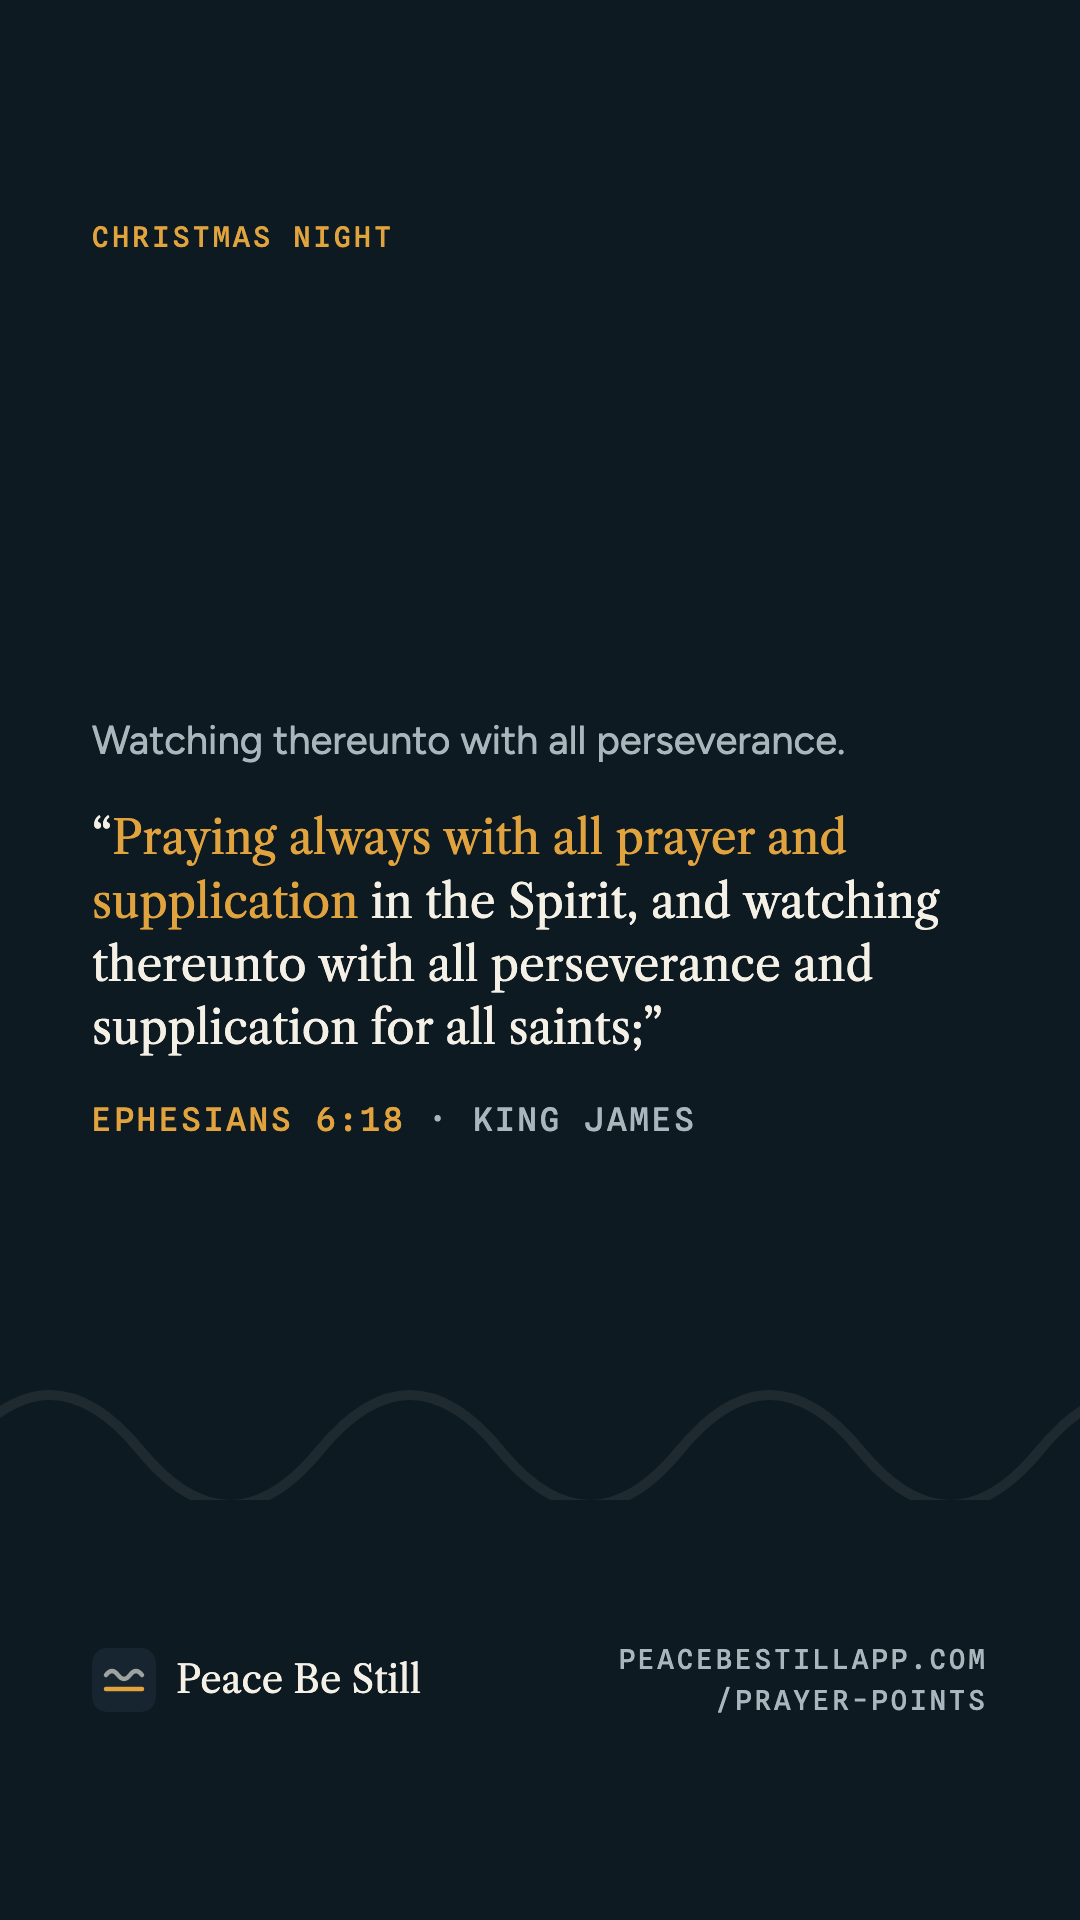 CHRISTMAS NIGHT
Watching thereunto with all perseverance.
“Praying always with all prayer and
supplication in the Spirit, and watching
thereunto with all perseverance and
supplication for all saints;”
EPHESIANS 6:18 · KING JAMES
Peace Be Still
PEACEBESTILLAPP.COM
/PRAYER-POINTS